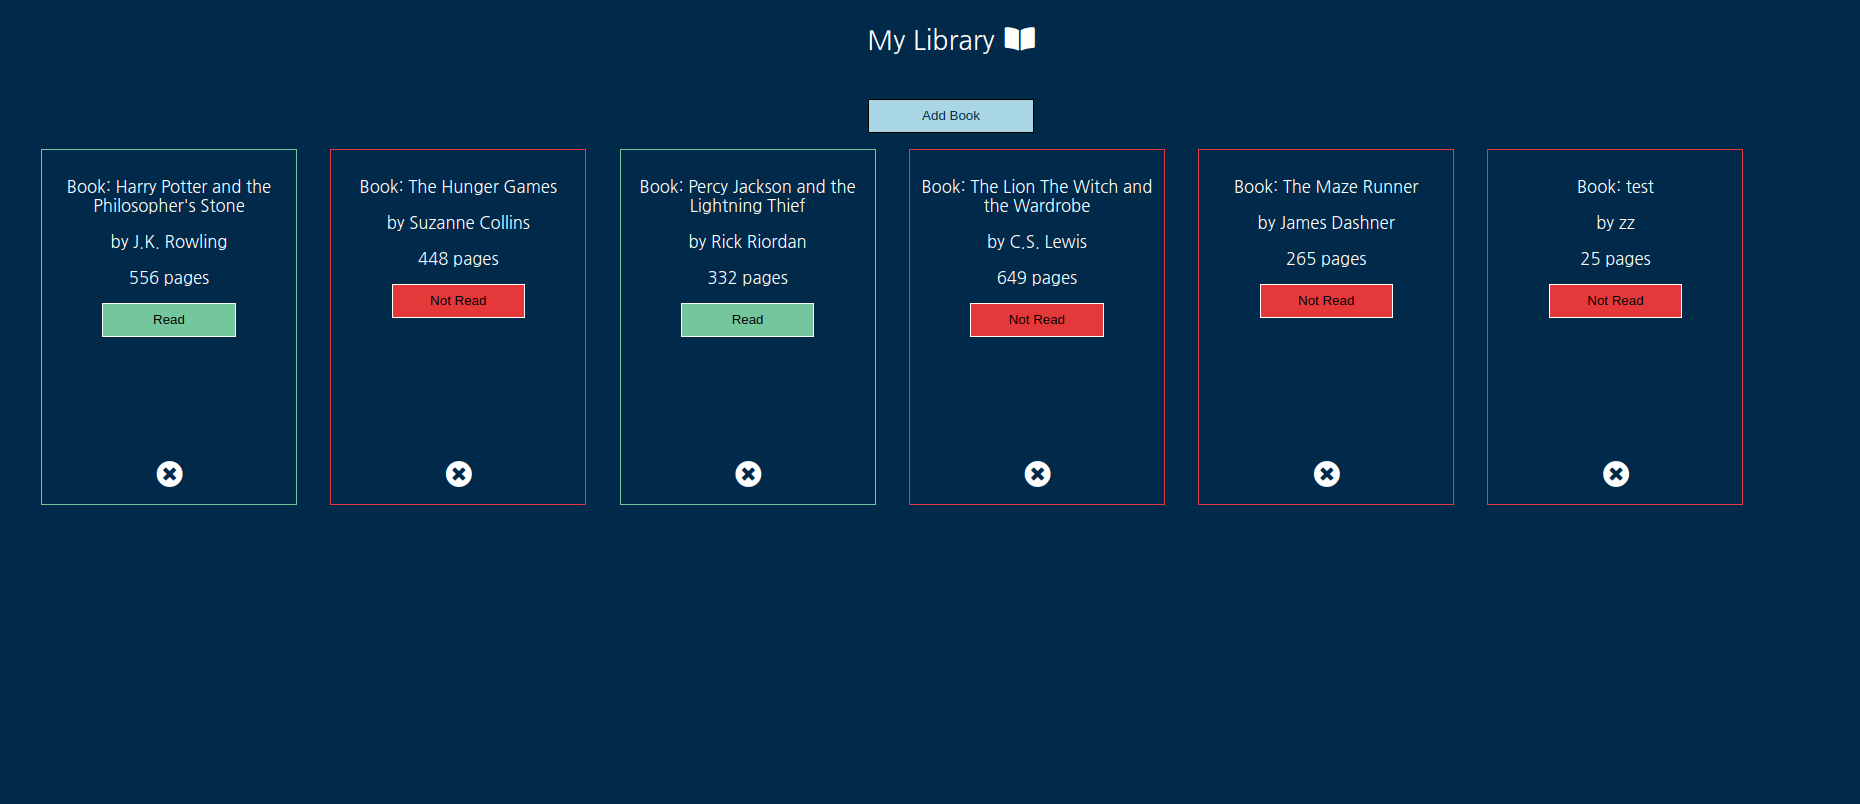 My Library
Add Book
Book: Harry Potter and the
Philosopher's Stone
by J.K. Rowling
556 pages
Read
Book: The Hunger Games
by Suzanne Collins
448 pages
Not Read
Book: Percy Jackson and the
Lightning Thief
by Rick Riordan
332 pages
Read
Book: The Lion The Witch and
the Wardrobe
by C.S. Lewis
649 pages
Not Read
Book: The Maze Runner
by James Dashner
265 pages
Not Read
Book: test
by zz
25 pages
Not Read